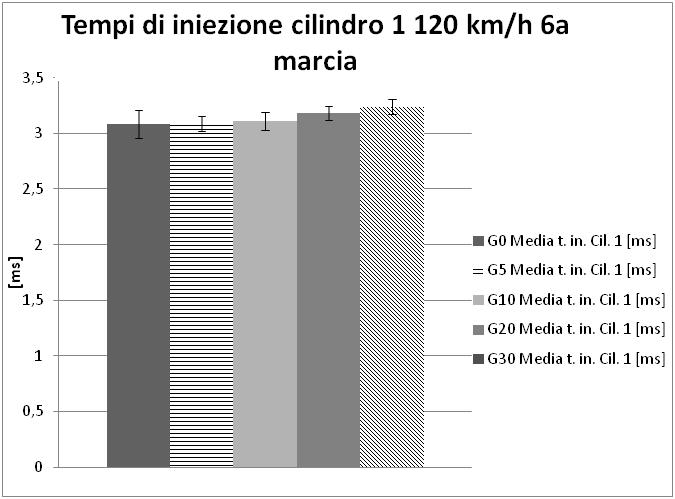 Tempi di iniezione cilindro 1 120 km/h 6a
marcia
3,5
3
2,5
2
1,5
1
0,5
0
[ms]
G0 Media t. in. Cil. 1 [ms]
G5 Media t. in. Cil. 1 [ms]
G10 Media t. in. Cil. 1 [ms]
G20 Media t. in. Cil. 1 [ms]
G30 Media t. in. Cil. 1 [ms]